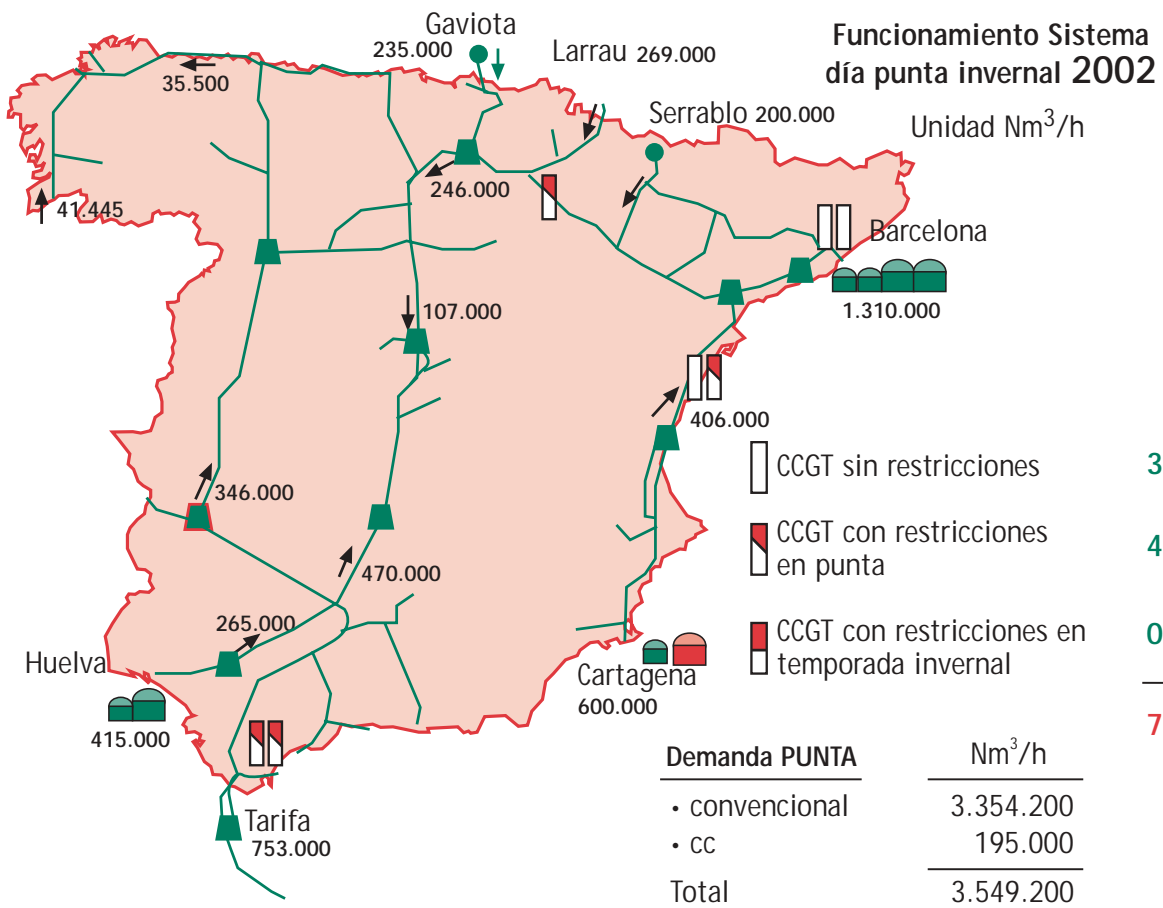 Funcionamiento Sistema
día punta invernal 2002
Unidad Nm³/h
Gaviota
235.000
Larrau 269.000
Serrablo 200.000
35.500
41.445
246.000
Barcelona
1.310.000
107.000
406.000
346.000
470.000
265.000
Huelva
415.000
Cartagena
600.000
Tarifa
753.000
CCGT sin restricciones 3
CCGT con restricciones
en punta 4
CCGT con restricciones en
temporada invernal 0
7
Demanda PUNTA Nm³/h
• convencional 3.354.200
• cc 195.000
Total 3.549.200